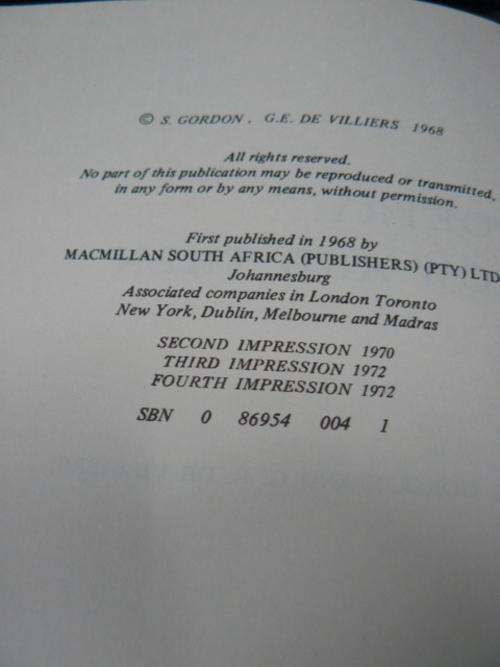 © S. GORDON, G.E. DE VILLIERS 1968
All rights reserved.
No part of this publication may be reproduced or transmitted,
in any form or by any means, without permission.
First published in 1968 by
MACMILLAN SOUTH AFRICA (PUBLISHERS) (PTY) LTD
Johannesburg
Associated companies in London Toronto
New York, Dublin, Melbourne and Madras
SECOND IMPRESSION 1970
THIRD IMPRESSION 1972
FOURTH IMPRESSION 1972
SBN 0 86954 004 1